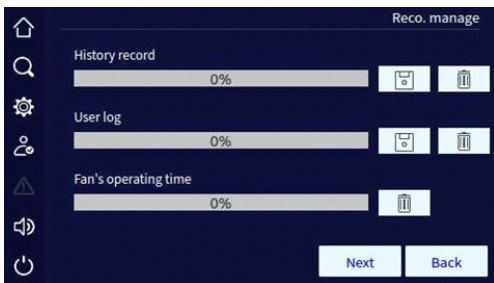 Reco. manage
History record
0%
User log
0%
Fan's operating time
0%
Next
Back